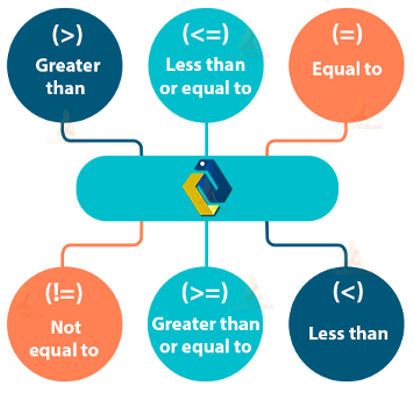 (>)
Greater
than
(<=)
Less than
or equal to
(=)
Equal to
(!=)
Not
equal to
(>=)
Greater than
or equal to
(<)
Less than